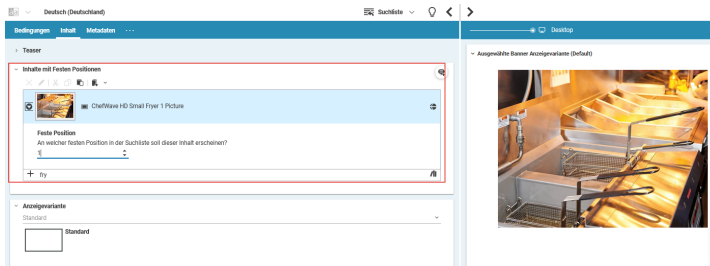 Deutsch (Deutschland)
Suchliste
Bedingungen Inhalt Metadaten ···
Desktop
Teaser
Ausgewählte Banner Anzeigevariante (Default)
Inhalte mit Festen Positionen
ChefWave HD Small Fryer 1 Picture
Feste Position
An welcher festen Position in der Suchliste soll dieser Inhalt erscheinen?
1
fry
Anzeigevariante
Standard
Standard